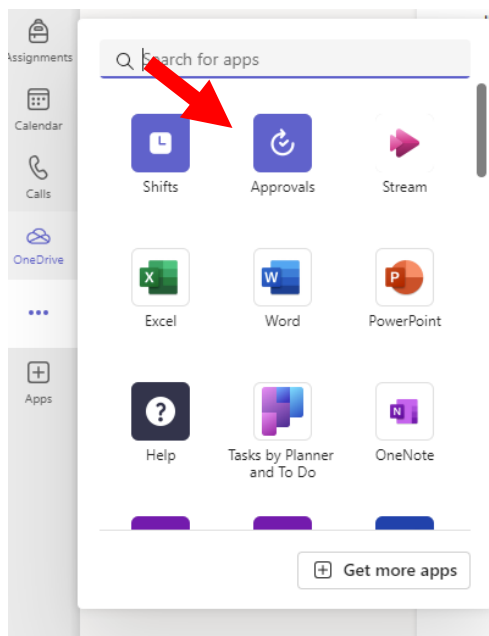 Assignments
Calendar
Calls
OneDrive
Apps
Search for apps
Shifts
Approvals
Stream
Excel
Word
PowerPoint
Help
Tasks by Planner
and To Do
OneNote
Get more apps